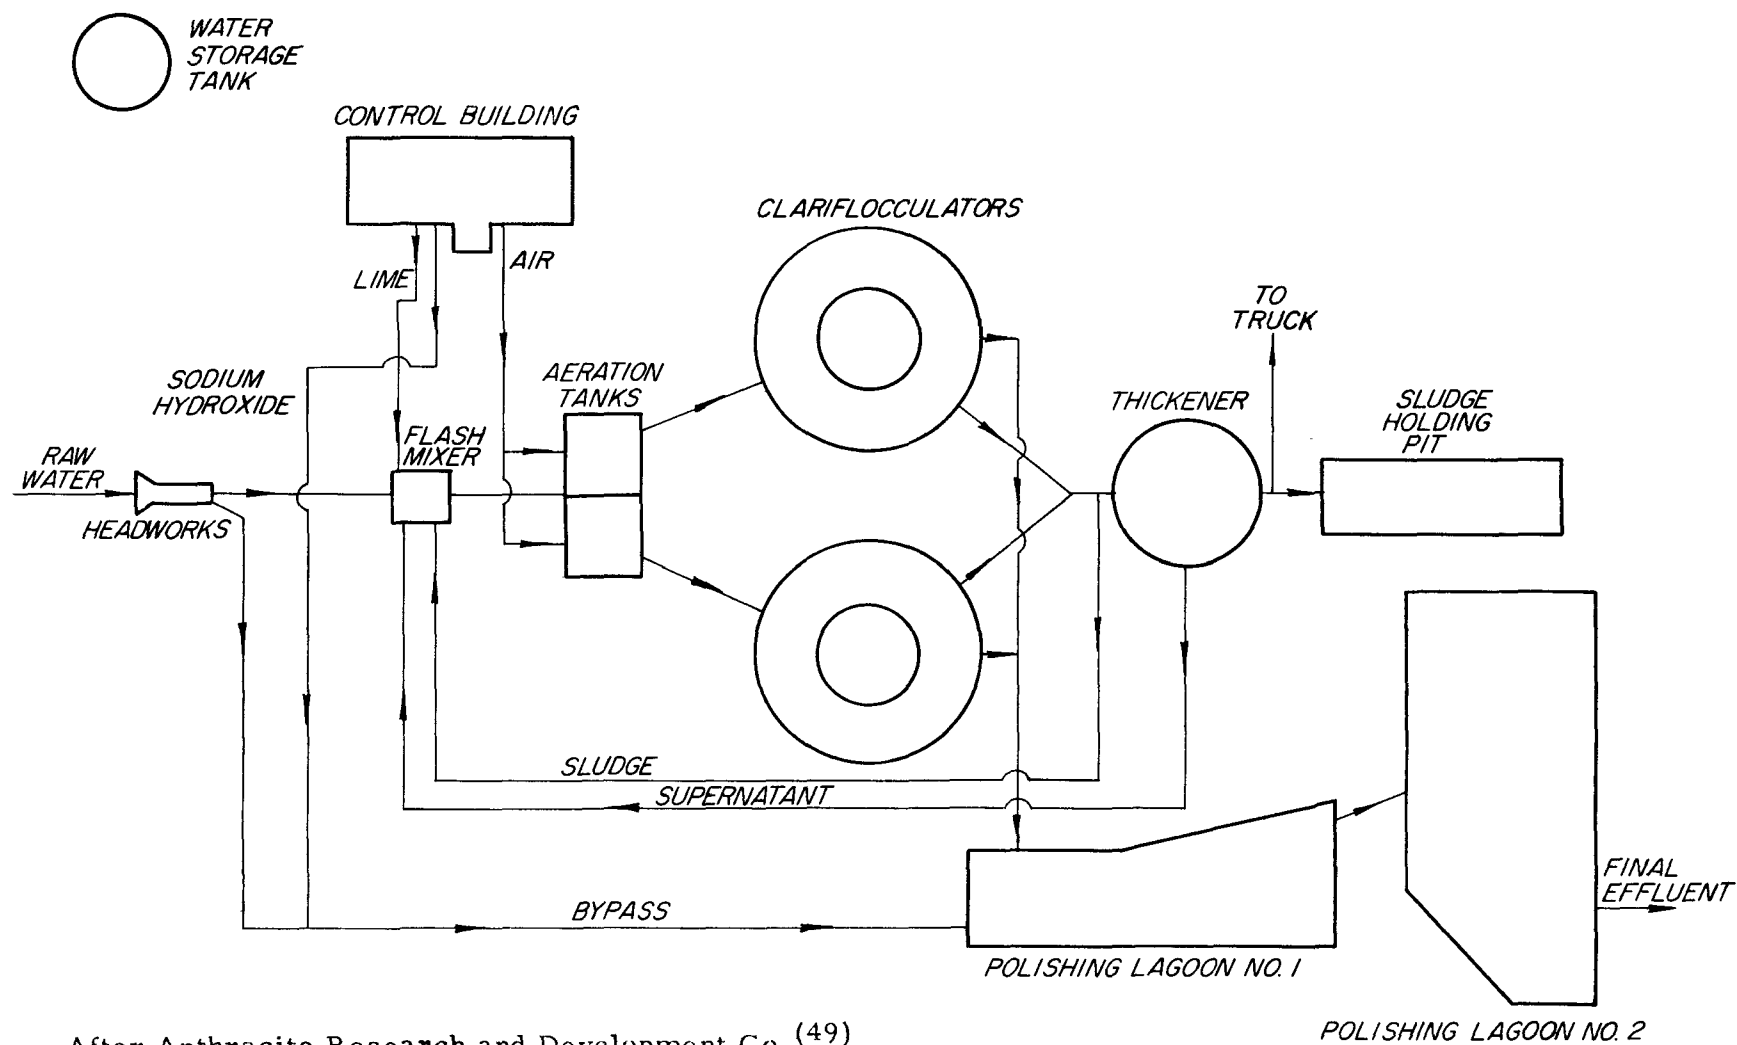 WATER
STORAGE
TANK
CONTROL BUILDING
LIME
AIR
CLARIFLOCCULATORS
TO
TRUCK
SODIUM
HYDROXIDE
AERATION
TANKS
THICKENER
SLUDGE
HOLDING
PIT
FLASH
MIXER
RAW
WATER
HEADWORKS
SLUDGE
SUPERNATANT
BYPASS
FINAL
EFFLUENT
POLISHING LAGOON NO. 1
POLISHING LAGOON NO. 2
After Anthracite Research and Development Co. (49)